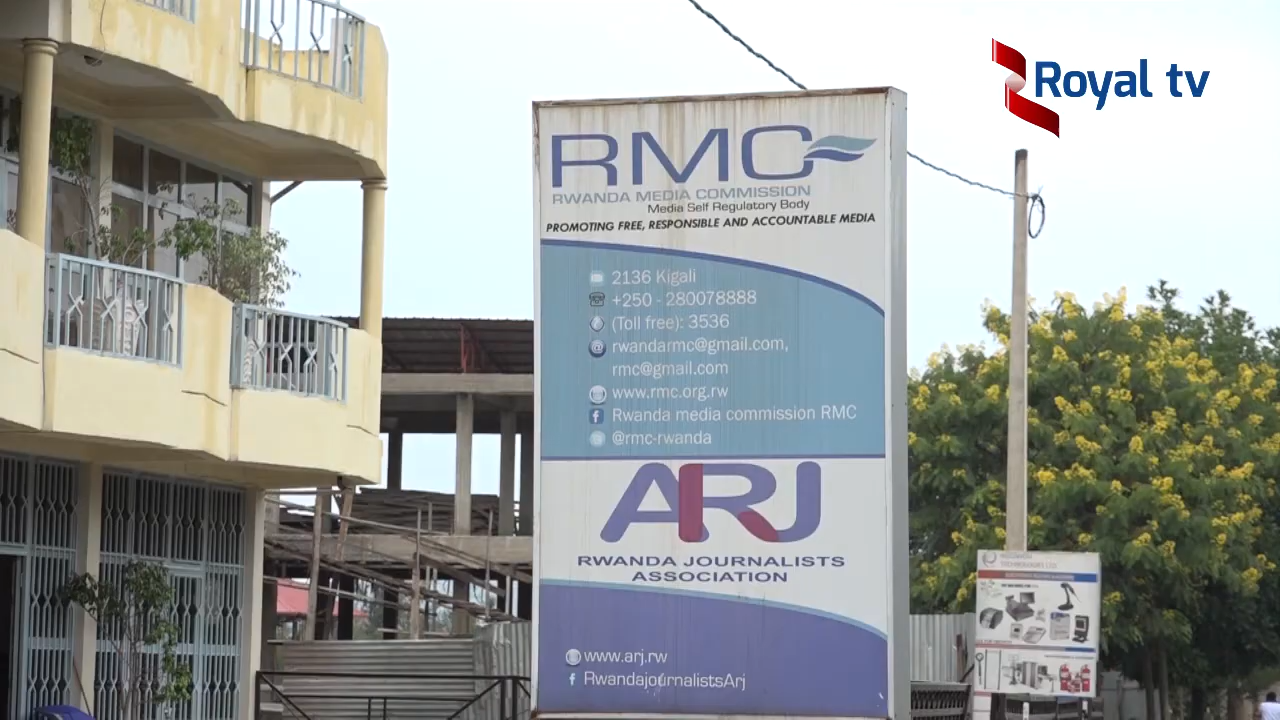 Royal tv
RMC
RWANDA MEDIA COMMISSION
Media Self Regulatory Body
PROMOTING FREE, RESPONSIBLE AND ACCOUNTABLE MEDIA
2136 Kigali
+250 - 280078888
(Toll free): 3536
rwandarmc@gmail.com,
rmc@gmail.com
www.rmc.org.rw
Rwanda media commission RMC
@rmc-rwanda
ARJ
RWANDA JOURNALISTS
ASSOCIATION
www.arj.rw
RwandajournalistsArj
TECHNOLOGIES LTD